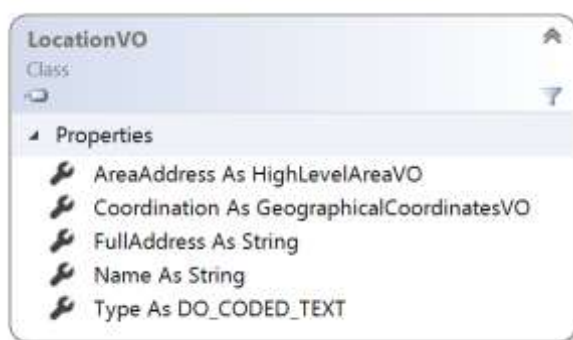 LocationVO
Class
Properties
AreaAddress As HighLevelAreaVO
Coordination As GeographicalCoordinatesVO
FullAddress As String
Name As String
Type As DO_CODED_TEXT